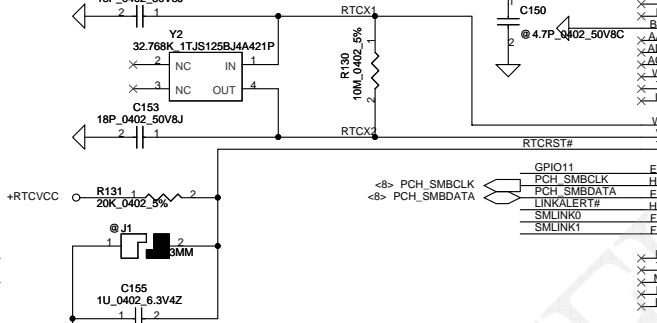 18P_0402_50V8J
2 1
RTCX1
C150
@ 4.7P_0402_50V8C
1
2
Y2
32.768K_1TJS125BJ4A421P
2 NC IN 1
3 NC OUT 4
R130
10M_0402_5%
1
2
C153
18P_0402_50V8J
2 1
RTCX2
RTCRST#
GPIO11
<8> PCH_SMBCLK
PCH_SMBCLK
<8> PCH_SMBDATA
PCH_SMBDATA
LINKALERT#
SMLINK0
SMLINK1
+RTCVCC
R131
1 2
20K_0402_5%
@ J1
1 2
3MM
C155
1U_0402_6.3V4Z
1 2